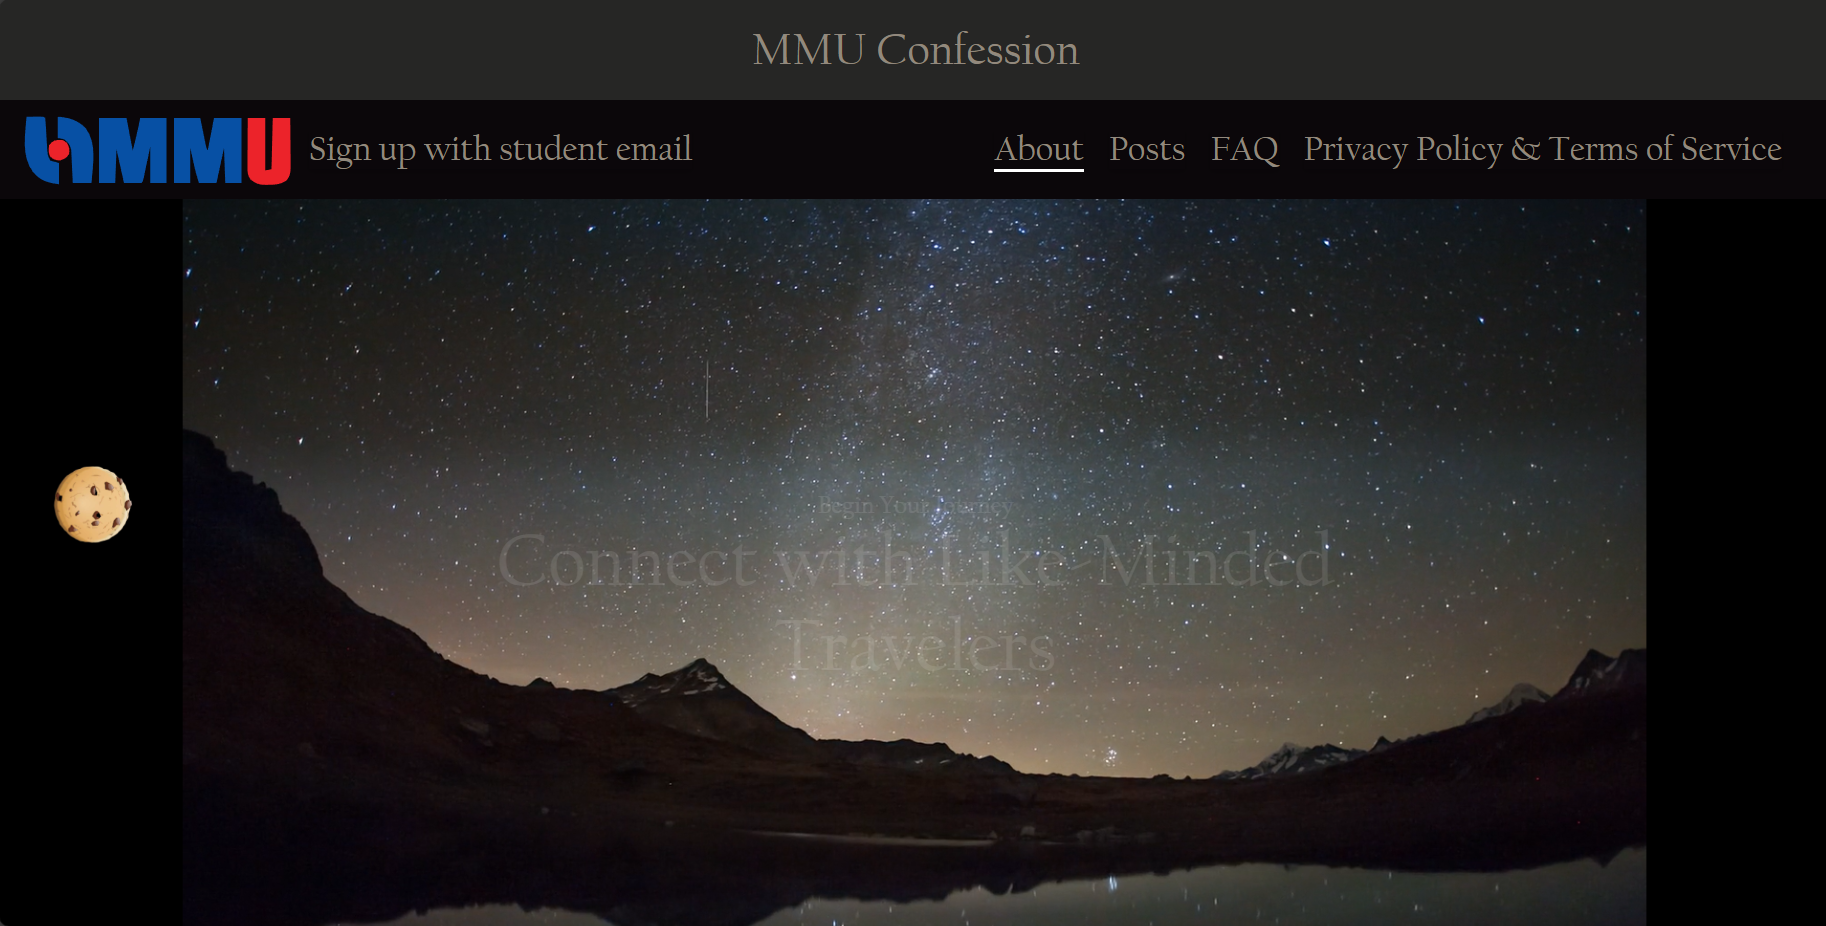 MMU Confession
MMU
Sign up with student email
About Posts FAQ Privacy Policy & Terms of Service
Begin Your Journey
Connect with Like-Minded
Travelers